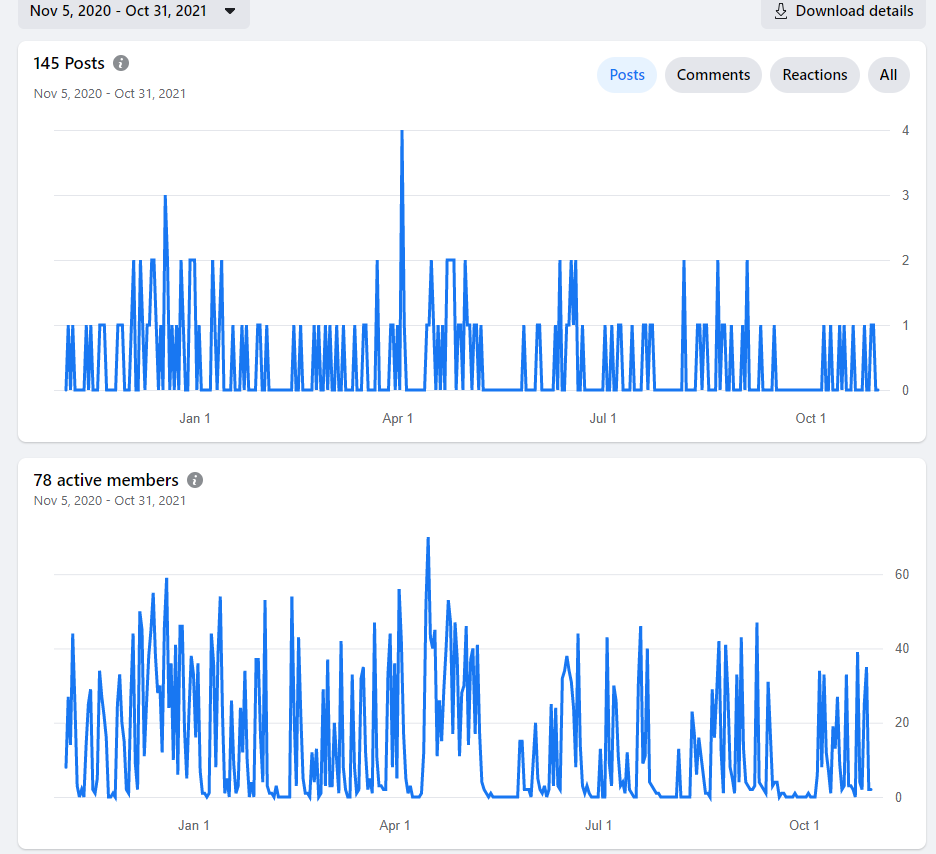 Nov 5, 2020 - Oct 31, 2021
Download details
145 Posts
Nov 5, 2020 - Oct 31, 2021
Posts Comments Reactions All
4
3
2
1
0
Jan 1 Apr 1 Jul 1 Oct 1
78 active members
Nov 5, 2020 - Oct 31, 2021
60
40
20
0
Jan 1 Apr 1 Jul 1 Oct 1